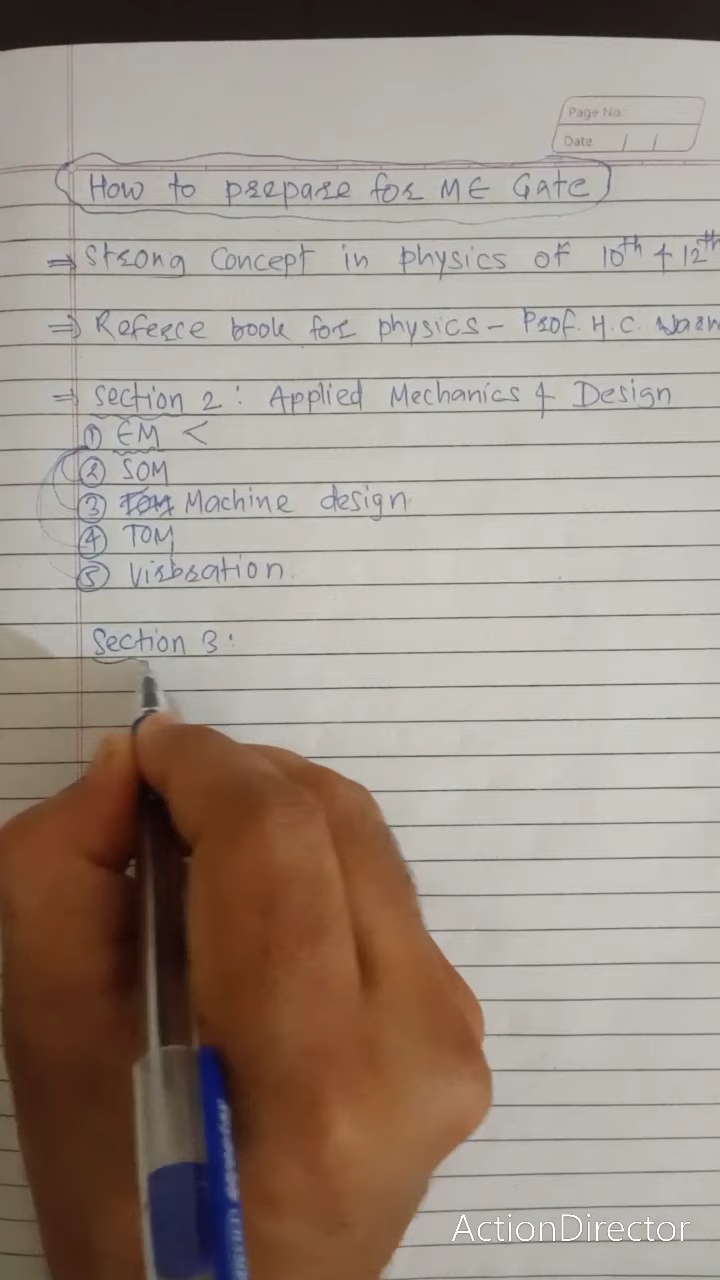 Page No.
Date / /
How to prepare for ME Gate
⇒ Strong Concept in physics of 10th & 12th
⇒ Referce book for physics - Prof. H.C.
⇒ Section 2 : Applied Mechanics & Design
① EM <
② SOM
③ Machine design.
④ TOM
⑤ Visbration.
Section 3 :
ActionDirector